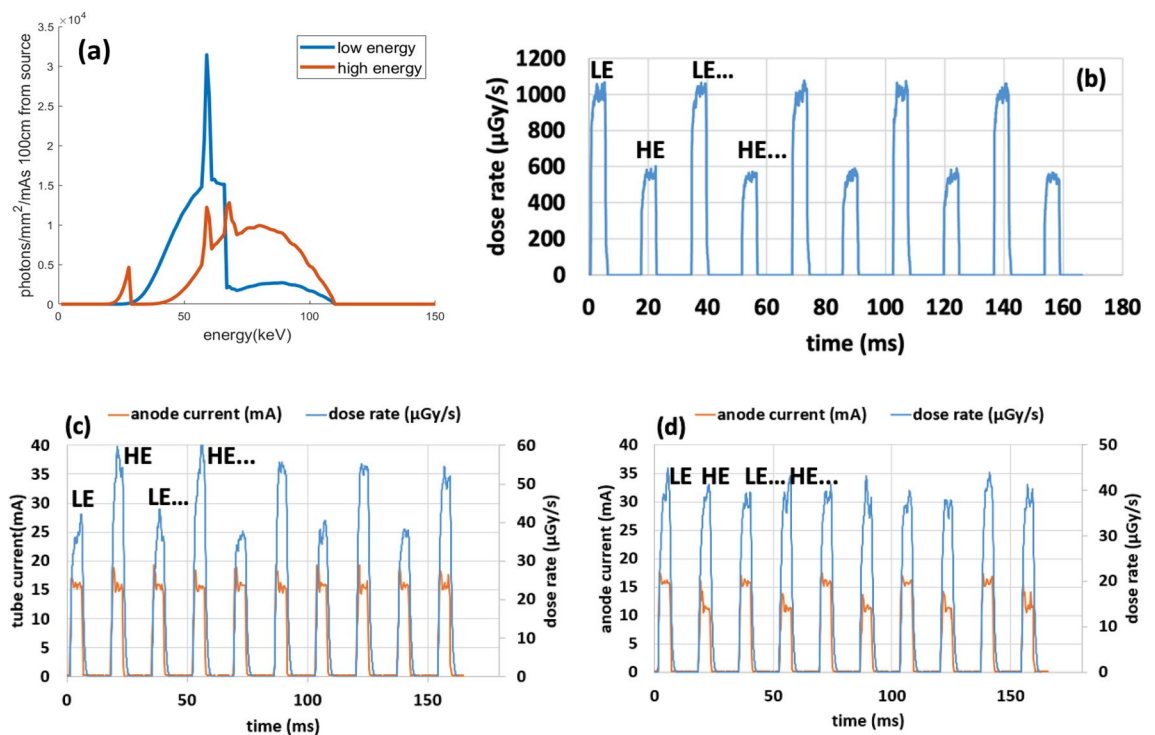 ×10⁴
(a)
low energy
high energy
photons/mm²/mAs 100cm from source
3.5
3
2.5
2
1.5
1
0.5
0
0 50 100 150
energy(keV)
(b)
LE
LE...
HE
HE...
dose rate (µGy/s)
1200
1000
800
600
400
200
0
0 20 40 60 80 100 120 140 160 180
time (ms)
(c)
anode current (mA) dose rate (µGy/s)
LE
HE
LE...
HE...
tube current(mA)
40
35
30
25
20
15
10
5
0
60
50
40
30
20
10
0
dose rate (µGy/s)
0 50 100 150
time (ms)
(d)
anode current (mA) dose rate (µGy/s)
LE HE LE... HE...
anode current (mA)
40
35
30
25
20
15
10
5
0
50
40
30
20
10
0
dose rate (µGy/s)
0 50 100 150
time (ms)